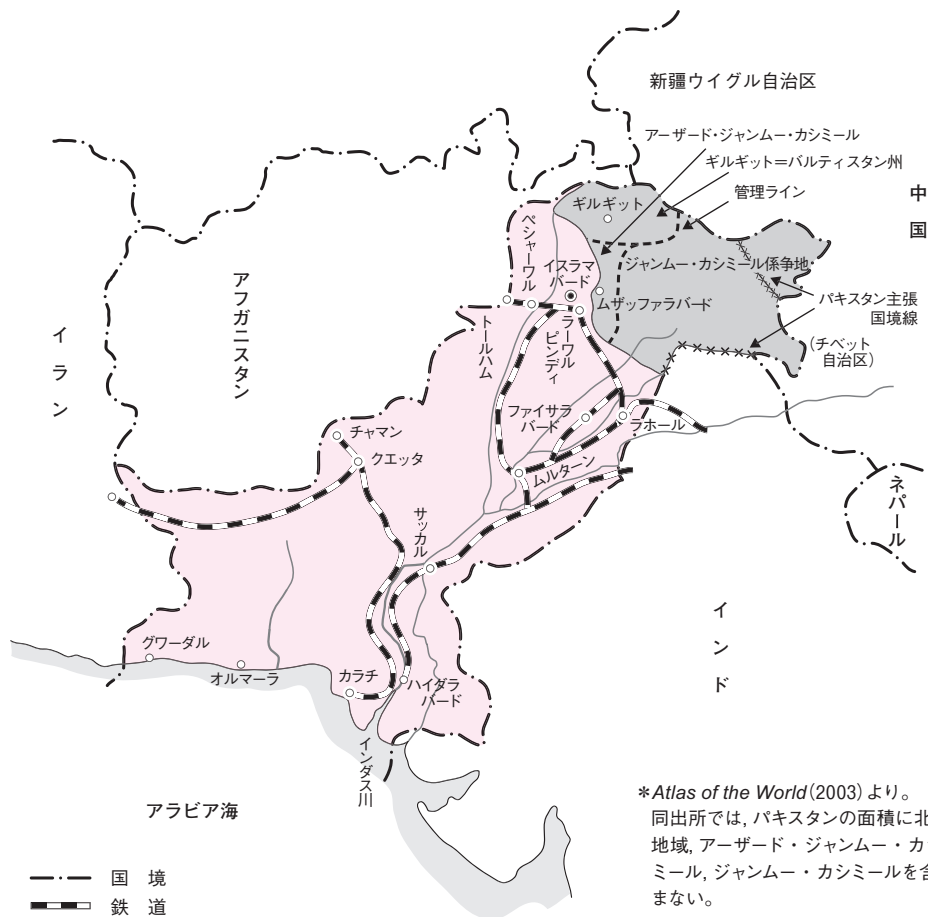 新疆ウイグル自治区
アーザード・ジャンムー・カシミール
ギルギット＝バルティスタン州
管理ライン
中国
ギルギット
ペシャーワル
イスラマ
バード
ジャンムー・カシミール係争地
ムザッファラバード
パキスタン主張
国境線
(チベット
自治区)
アフガニスタン
イラン
トールハム
ラーワル
ピンディ
ファイサラ
バード
ラホール
チャマン
クエッタ
ムルターン
ネパール
サッカル
インド
グワーダル
オルマーラ
カラチ
ハイダラ
バード
インダス川
アラビア海
＊Atlas of the World(2003)より。
同出所では，パキスタンの面積に北
地域，アーザード・ジャンムー・カ
ミール，ジャンムー・カシミールを含
まない。
国　境
鉄　道